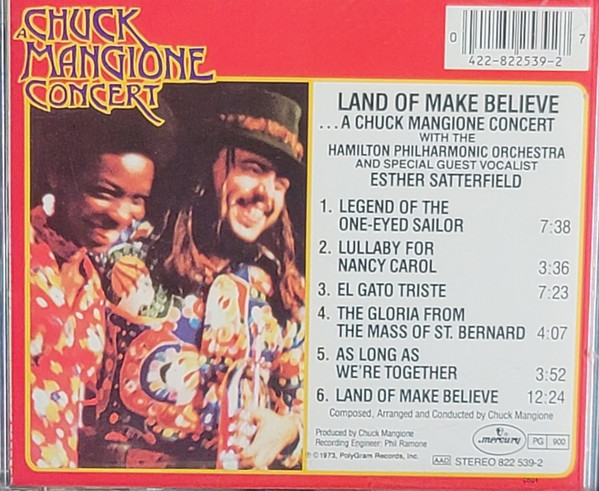 A CHUCK
MANGIONE
CONCERT
0 422-822539-2 7
LAND OF MAKE BELIEVE
...A CHUCK MANGIONE CONCERT
WITH THE
HAMILTON PHILHARMONIC ORCHESTRA
AND SPECIAL GUEST VOCALIST
ESTHER SATTERFIELD
1. LEGEND OF THE
ONE-EYED SAILOR 7:38
2. LULLABY FOR
NANCY CAROL 3:36
3. EL GATO TRISTE 7:23
4. THE GLORIA FROM
THE MASS OF ST. BERNARD 4:07
5. AS LONG AS
WE'RE TOGETHER 3:52
6. LAND OF MAKE BELIEVE 12:24
Composed, Arranged and Conducted by Chuck Mangione
Produced by Chuck Mangione
Recording Engineer: Phil Ramone
mercury PG 900
℗©1973, PolyGram Records, Inc.
AAD STEREO 822 539-2